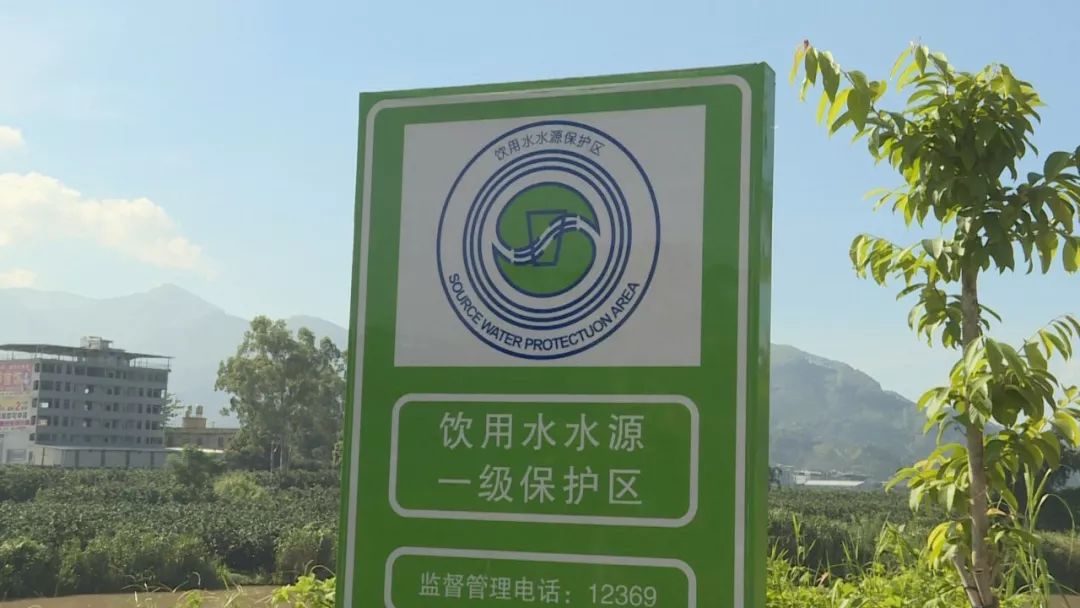 饮用水水源保护区
SOURCE WATER PROTECTUON AREA
饮用水水源
一级保护区
监督管理电话：12369